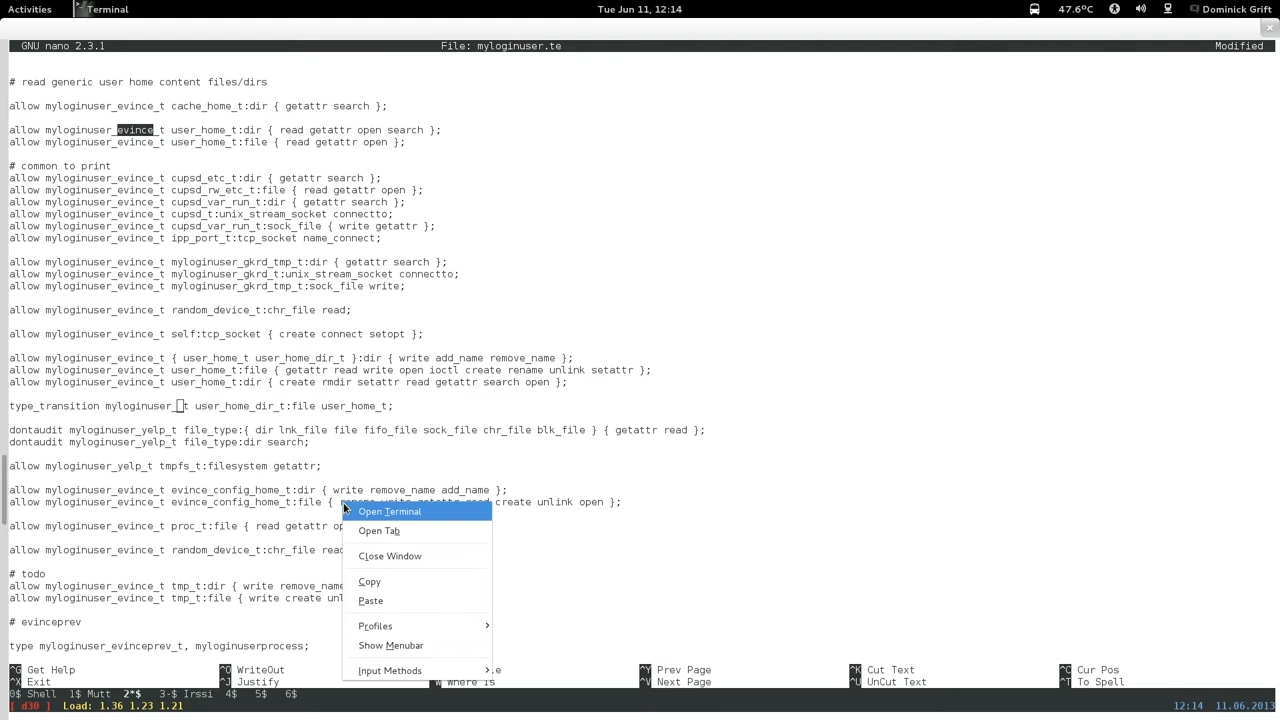 Activities Terminal Tue Jun 11, 12:14 47.6°C Dominick Grift
GNU nano 2.3.1 File: myloginuser.te Modified
# read generic user home content files/dirs
allow myloginuser_evince_t cache_home_t:dir { getattr search };
allow myloginuser_evince_t user_home_t:dir { read getattr open search };
allow myloginuser_evince_t user_home_t:file { read getattr open };
# common to print
allow myloginuser_evince_t cupsd_etc_t:dir { getattr search };
allow myloginuser_evince_t cupsd_rw_etc_t:file { read getattr open };
allow myloginuser_evince_t cupsd_var_run_t:dir { getattr search };
allow myloginuser_evince_t cupsd_t:unix_stream_socket connectto;
allow myloginuser_evince_t cupsd_var_run_t:sock_file { write getattr };
allow myloginuser_evince_t ipp_port_t:tcp_socket name_connect;
allow myloginuser_evince_t myloginuser_gkrd_tmp_t:dir { getattr search };
allow myloginuser_evince_t myloginuser_gkrd_t:unix_stream_socket connectto;
allow myloginuser_evince_t myloginuser_gkrd_tmp_t:sock_file write;
allow myloginuser_evince_t random_device_t:chr_file read;
allow myloginuser_evince_t self:tcp_socket { create connect setopt };
allow myloginuser_evince_t { user_home_t user_home_dir_t }:dir { write add_name remove_name };
allow myloginuser_evince_t user_home_t:file { getattr read write open ioctl create rename unlink setattr };
allow myloginuser_evince_t user_home_t:dir { create rmdir setattr read getattr search open };
type_transition myloginuser_ t user_home_dir_t:file user_home_t;
dontaudit myloginuser_yelp_t file_type:{ dir lnk_file file fifo_file sock_file chr_file blk_file } { getattr read };
dontaudit myloginuser_yelp_t file_type:dir search;
allow myloginuser_yelp_t tmpfs_t:filesystem getattr;
allow myloginuser_evince_t evince_config_home_t:dir { write remove_name add_name };
allow myloginuser_evince_t evince_config_home_t:file { rename write getattr read create unlink open };
Open Terminal
allow myloginuser_evince_t proc_t:file { read getattr op
Open Tab
allow myloginuser_evince_t random_device_t:chr_file rea
Close Window
# todo
Copy
allow myloginuser_evince_t tmp_t:dir { write remove_name
allow myloginuser_evince_t tmp_t:file { write create unl
Paste
# evinceprev
Profiles
type myloginuser_evinceprev_t, myloginuserprocess;
Show Menubar
Input Methods
^G Get Help ^O WriteOut ^Y Prev Page ^K Cut Text ^C Cur Pos
^X Exit ^J Justify Where Is ^V Next Page ^U UnCut Text ^T To Spell
0$ Shell 1$ Mutt 2*$ 3-$ Irssi 4$ 5$ 6$
[ d30 ] Load: 1.36 1.23 1.21 12:14 11.06.2013